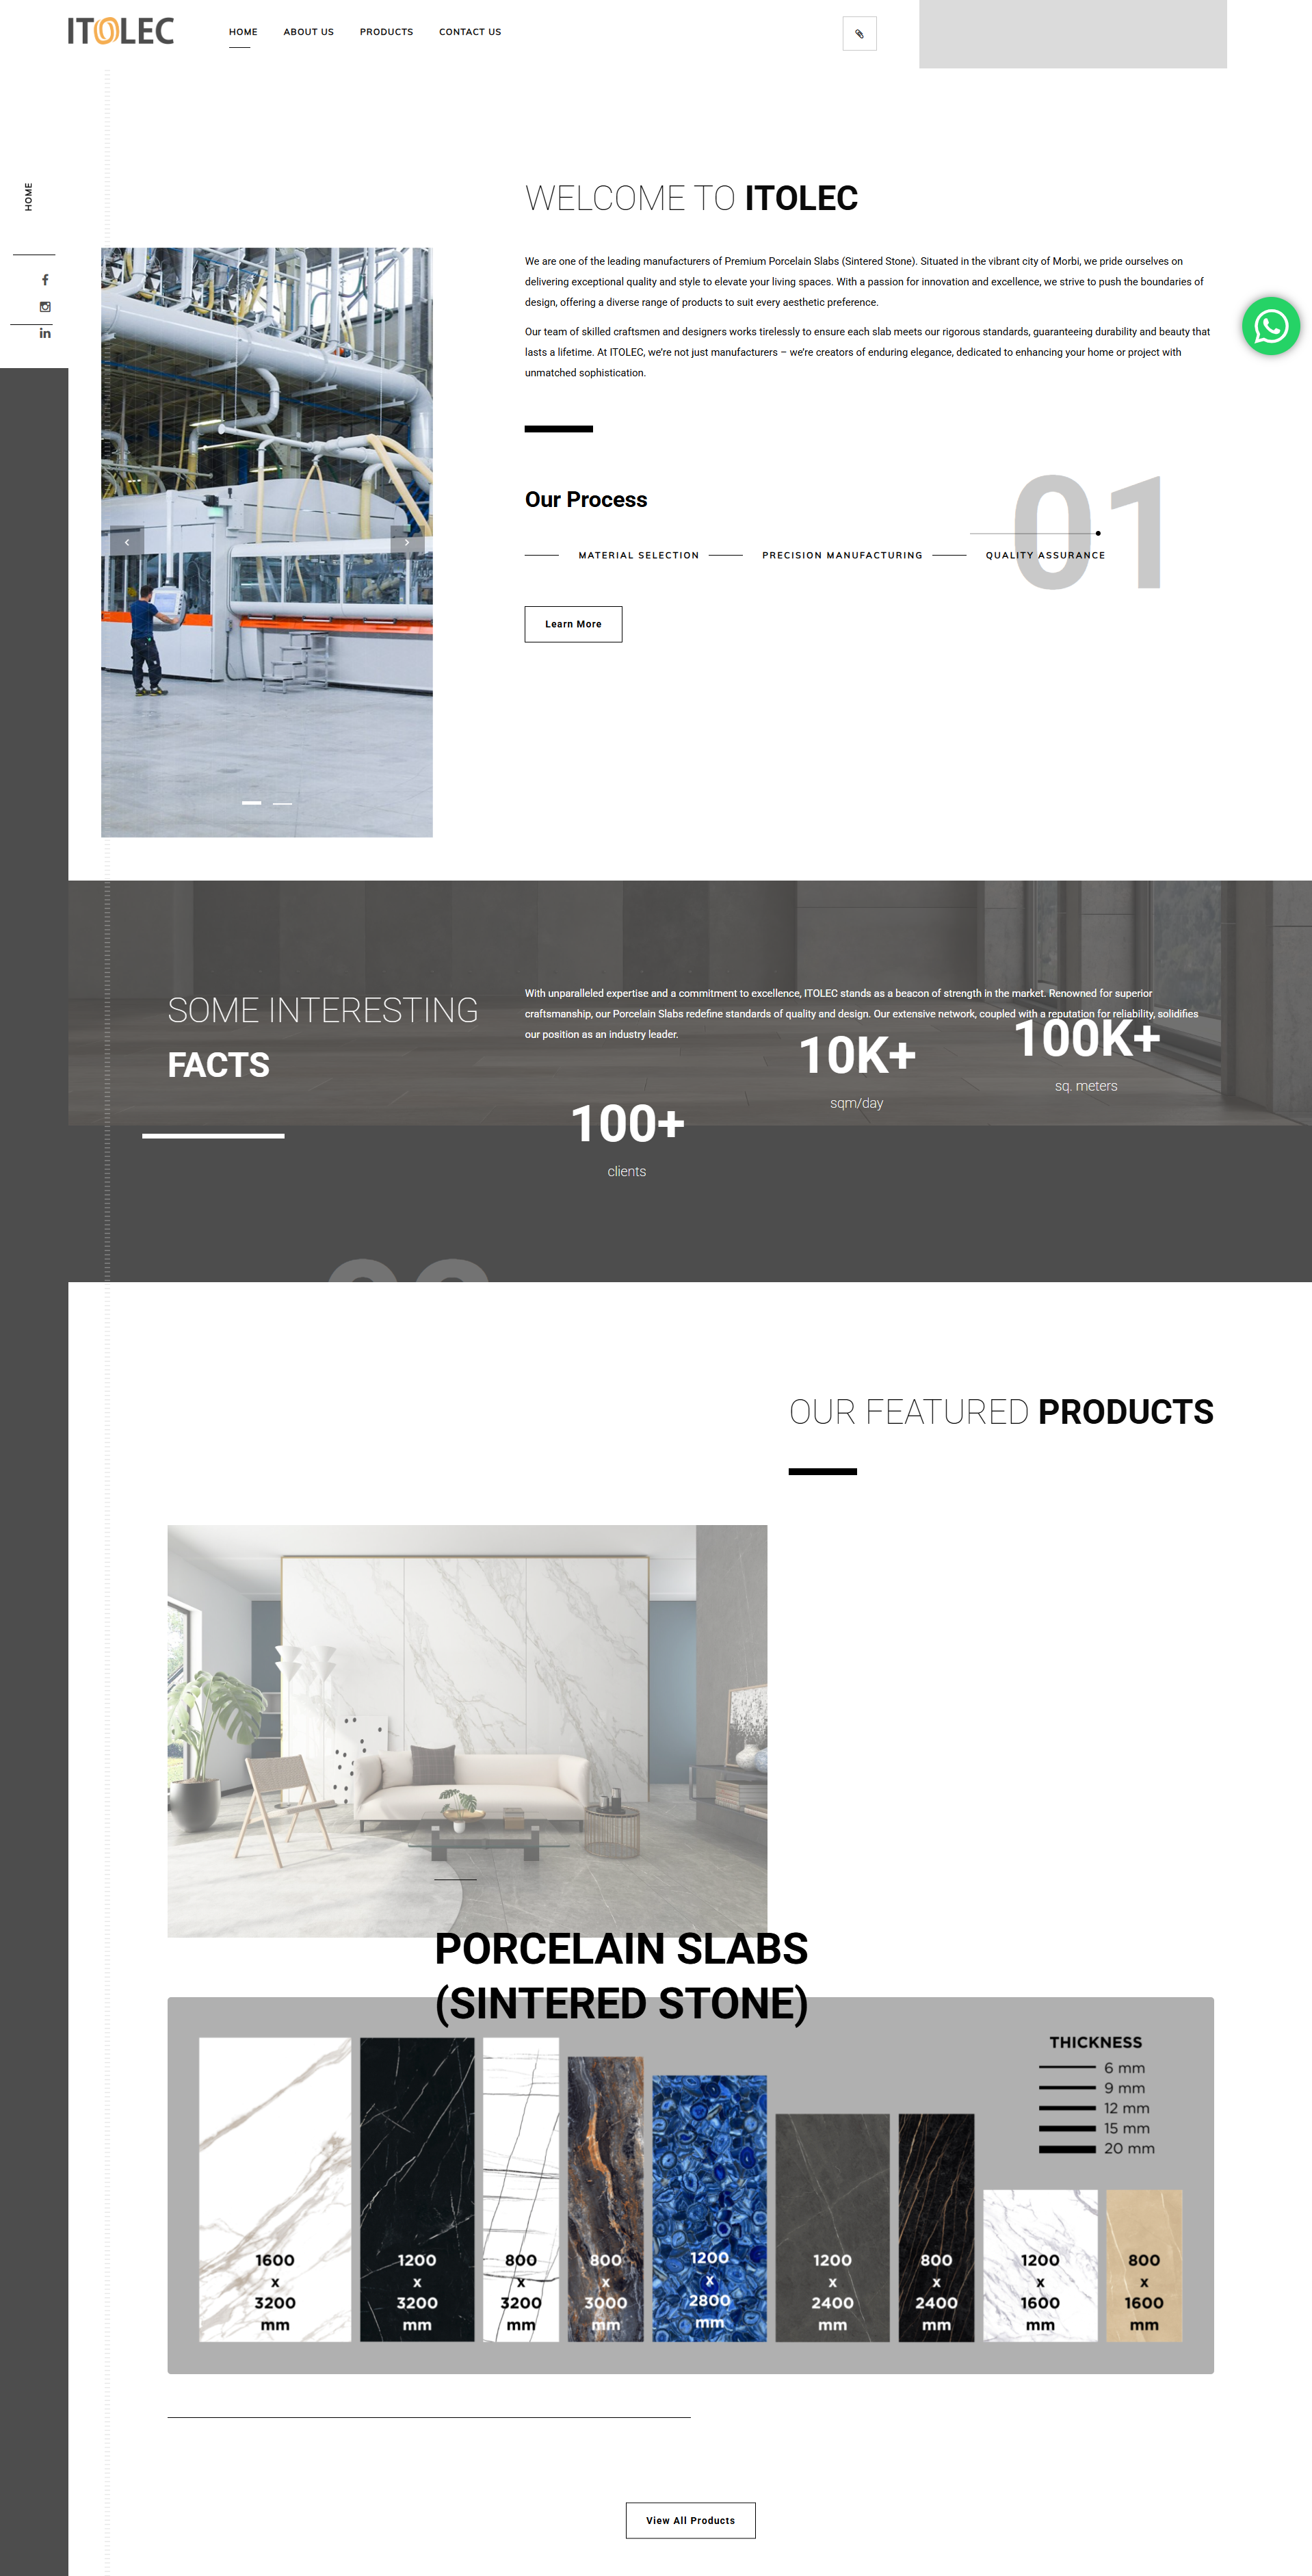 ITOLEC
HOME
ABOUT US
PRODUCTS
CONTACT US
HOME
WELCOME TO ITOLEC
We are one of the leading manufacturers of Premium Porcelain Slabs (Sintered Stone). Situated in the vibrant city of Morbi, we pride ourselves on
delivering exceptional quality and style to elevate your living spaces. With a passion for innovation and excellence, we strive to push the boundaries of
design, offering a diverse range of products to suit every aesthetic preference.
Our team of skilled craftsmen and designers works tirelessly to ensure each slab meets our rigorous standards, guaranteeing durability and beauty that
lasts a lifetime. At ITOLEC, we’re not just manufacturers – we’re creators of enduring elegance, dedicated to enhancing your home or project with
unmatched sophistication.
01
Our Process
MATERIAL SELECTION
PRECISION MANUFACTURING
QUALITY ASSURANCE
Learn More
SOME INTERESTING
FACTS
With unparalleled expertise and a commitment to excellence, ITOLEC stands as a beacon of strength in the market. Renowned for superior
craftsmanship, our Porcelain Slabs redefine standards of quality and design. Our extensive network, coupled with a reputation for reliability, solidifies
our position as an industry leader.
100+
clients
10K+
sqm/day
100K+
sq. meters
OUR FEATURED PRODUCTS
PORCELAIN SLABS
(SINTERED STONE)
THICKNESS
6 mm
9 mm
12 mm
15 mm
20 mm
1600
x
3200
mm
1200
x
3200
mm
800
x
3200
mm
800
x
3000
mm
1200
x
2800
mm
1200
x
2400
mm
800
x
2400
mm
1200
x
1600
mm
800
x
1600
mm
View All Products